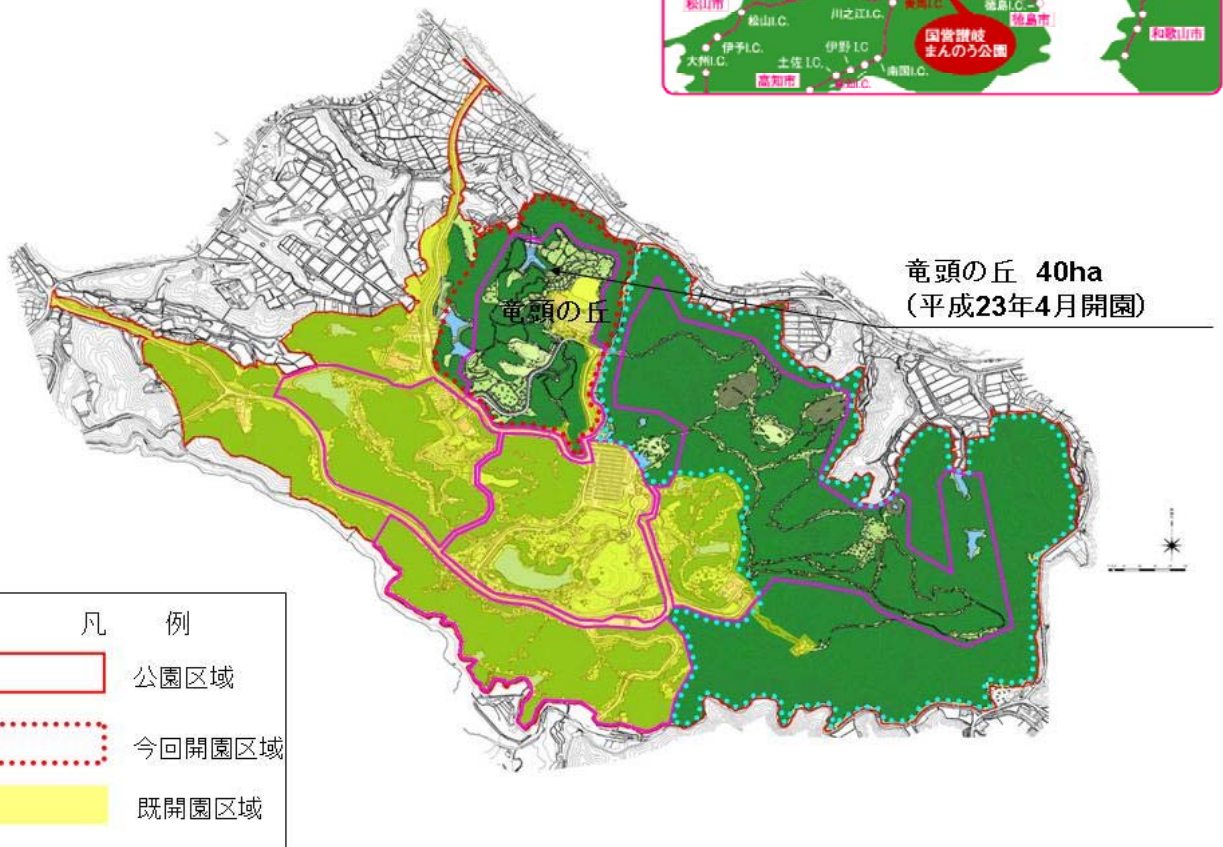 松山市
松山I.C.
川之江I.C.
徳島I.C.
徳島市
和歌山市
伊予I.C.
大州I.C.
伊野 I.C
土佐 I.C.
南国I.C.
高知市
国営讃岐
まんのう公園
竜頭の丘 40ha
(平成23年4月開園)
竜頭の丘
凡 例
公園区域
今回開園区域
既開園区域